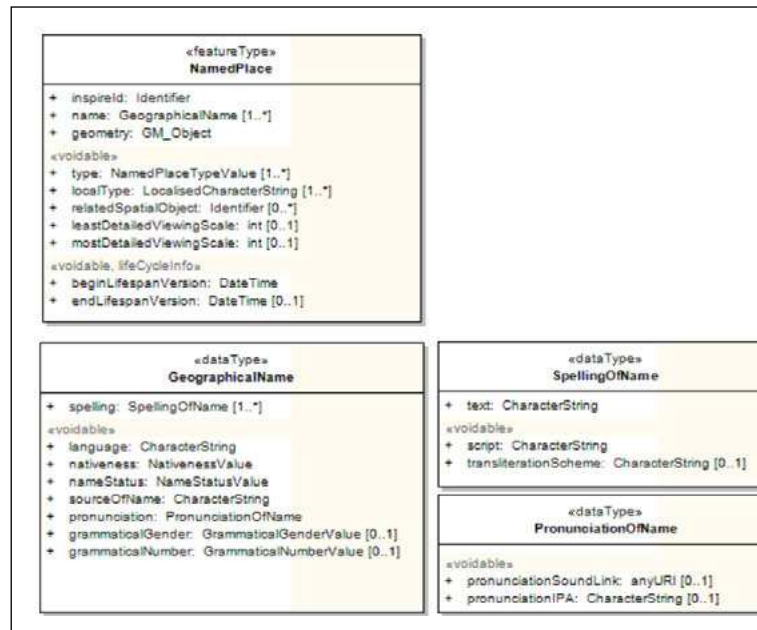 «featureType»
NamedPlace
+ inspireId: Identifier
+ name: GeographicalName [1..*]
+ geometry: GM_Object
«voidable»
+ type: NamedPlaceTypeValue [1..*]
+ localType: LocalisedCharacterString [1..*]
+ relatedSpatialObject: Identifier [0..*]
+ leastDetailedViewingScale: int [0..1]
+ mostDetailedViewingScale: int [0..1]
«voidable, lifeCycleInfo»
+ beginLifespanVersion: DateTime
+ endLifespanVersion: DateTime [0..1]
«dataType»
GeographicalName
+ spelling: SpellingOfName [1..*]
«voidable»
+ language: CharacterString
+ nativeness: NativenessValue
+ nameStatus: NameStatusValue
+ sourceOfName: CharacterString
+ pronunciation: PronunciationOfName
+ grammaticalGender: GrammaticalGenderValue [0..1]
+ grammaticalNumber: GrammaticalNumberValue [0..1]
«dataType»
SpellingOfName
+ text: CharacterString
«voidable»
+ script: CharacterString
+ transliterationScheme: CharacterString [0..1]
«dataType»
PronunciationOfName
«voidable»
+ pronunciationSoundLink: anyURI [0..1]
+ pronunciationIPA: CharacterString [0..1]